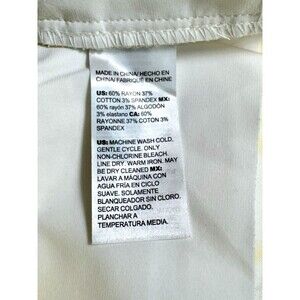 MADE IN CHINA/ HECHO EN
CHINA/ FABRIQUÉ EN CHINE
US: 60% RAYON 37%
COTTON 3% SPANDEX MX:
60% rayón 37% ALGODÓN
3% elastano CA: 60%
RAYONNE 37% COTON 3%
SPANDEX
US: MACHINE WASH COLD.
GENTLE CYCLE. ONLY
NON-CHLORINE BLEACH.
LINE DRY. WARM IRON. MAY
BE DRY CLEANED MX:
LAVAR A MÁQUINA CON
AGUA FRÍA EN CICLO
SUAVE. SOLAMENTE
BLANQUEADOR SIN CLORO.
SECAR COLGADO.
PLANCHAR A
TEMPERATURA MEDIA.